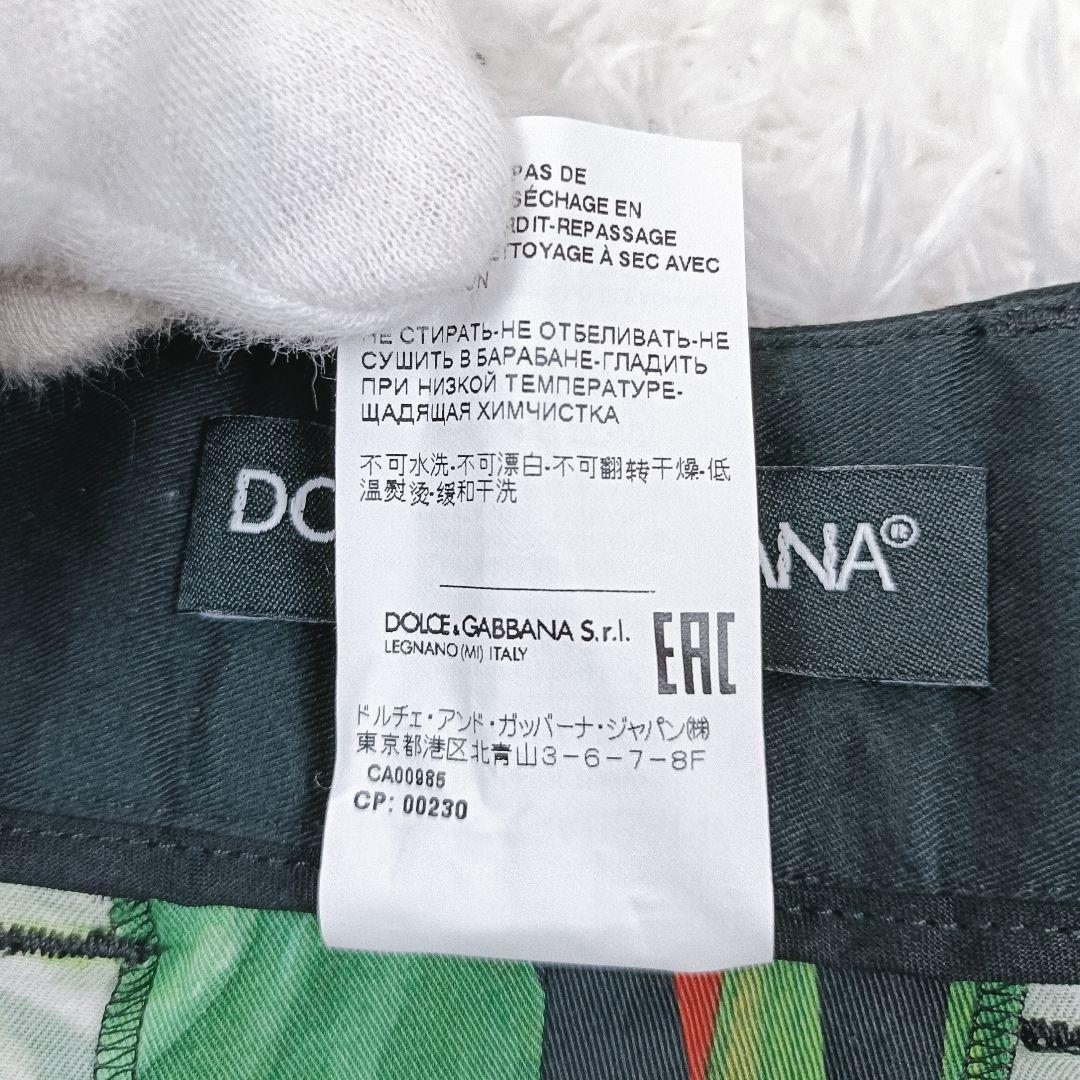 PAS DE
SÉCHAGE EN
-REPASSAGE
À SEC AVEC
НЕ СТИРАТЬ-НЕ ОТБЕЛИВАТЬ-НЕ
СУШИТЬ В БАРАБАНЕ-ГЛАДИТЬ
ПРИ НИЗКОЙ ТЕМПЕРАТУРЕ-
ЩАДЯЩАЯ ХИМЧИСТКА
不可水洗-不可漂白-不可翻转干燥-低
温熨烫-缓和干洗
DOLCE & GABBANA S.r.l.
LEGNANO (MI) ITALY
EAC
ドルチェ・アンド・ガッバーナ・ジャパン㈱
東京都港区北青山3-6-7-8F
CA00985
CP: 00230